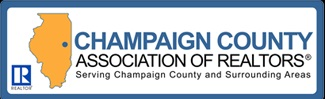 CHAMPAIGN COUNTY
ASSOCIATION OF REALTORS®
Serving Champaign County and Surrounding Areas
R
REALTOR®